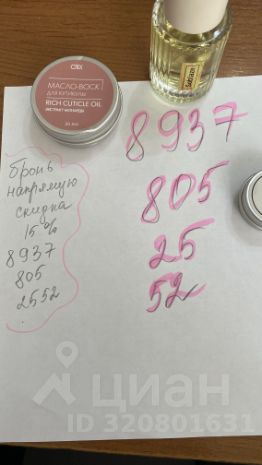 CTX
МАСЛО-ВОСК
ДЛЯ КУТИКУЛЫ
RICH CUTICLE OIL
8937
805
25
52
бронь
напрямую
скидка
15%
8937
805
2552
циан
ID 320801631